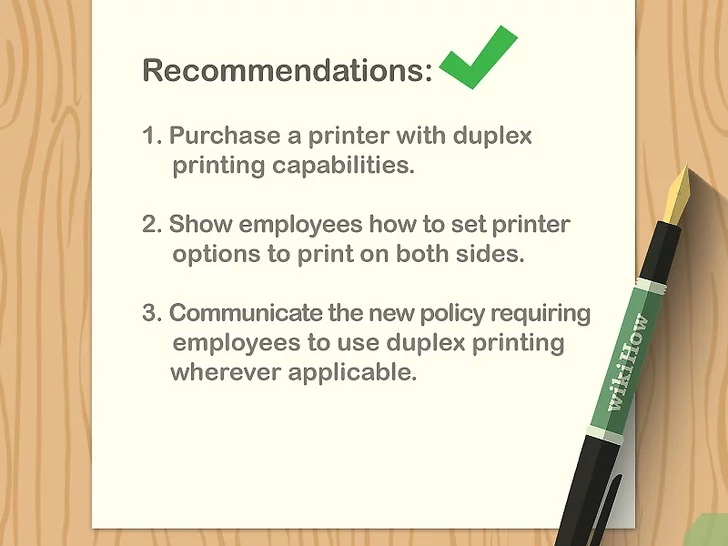 Recommendations:
1. Purchase a printer with duplex
printing capabilities.
2. Show employees how to set printer
options to print on both sides.
3. Communicate the new policy requiring
employees to use duplex printing
wherever applicable.
wikiHow